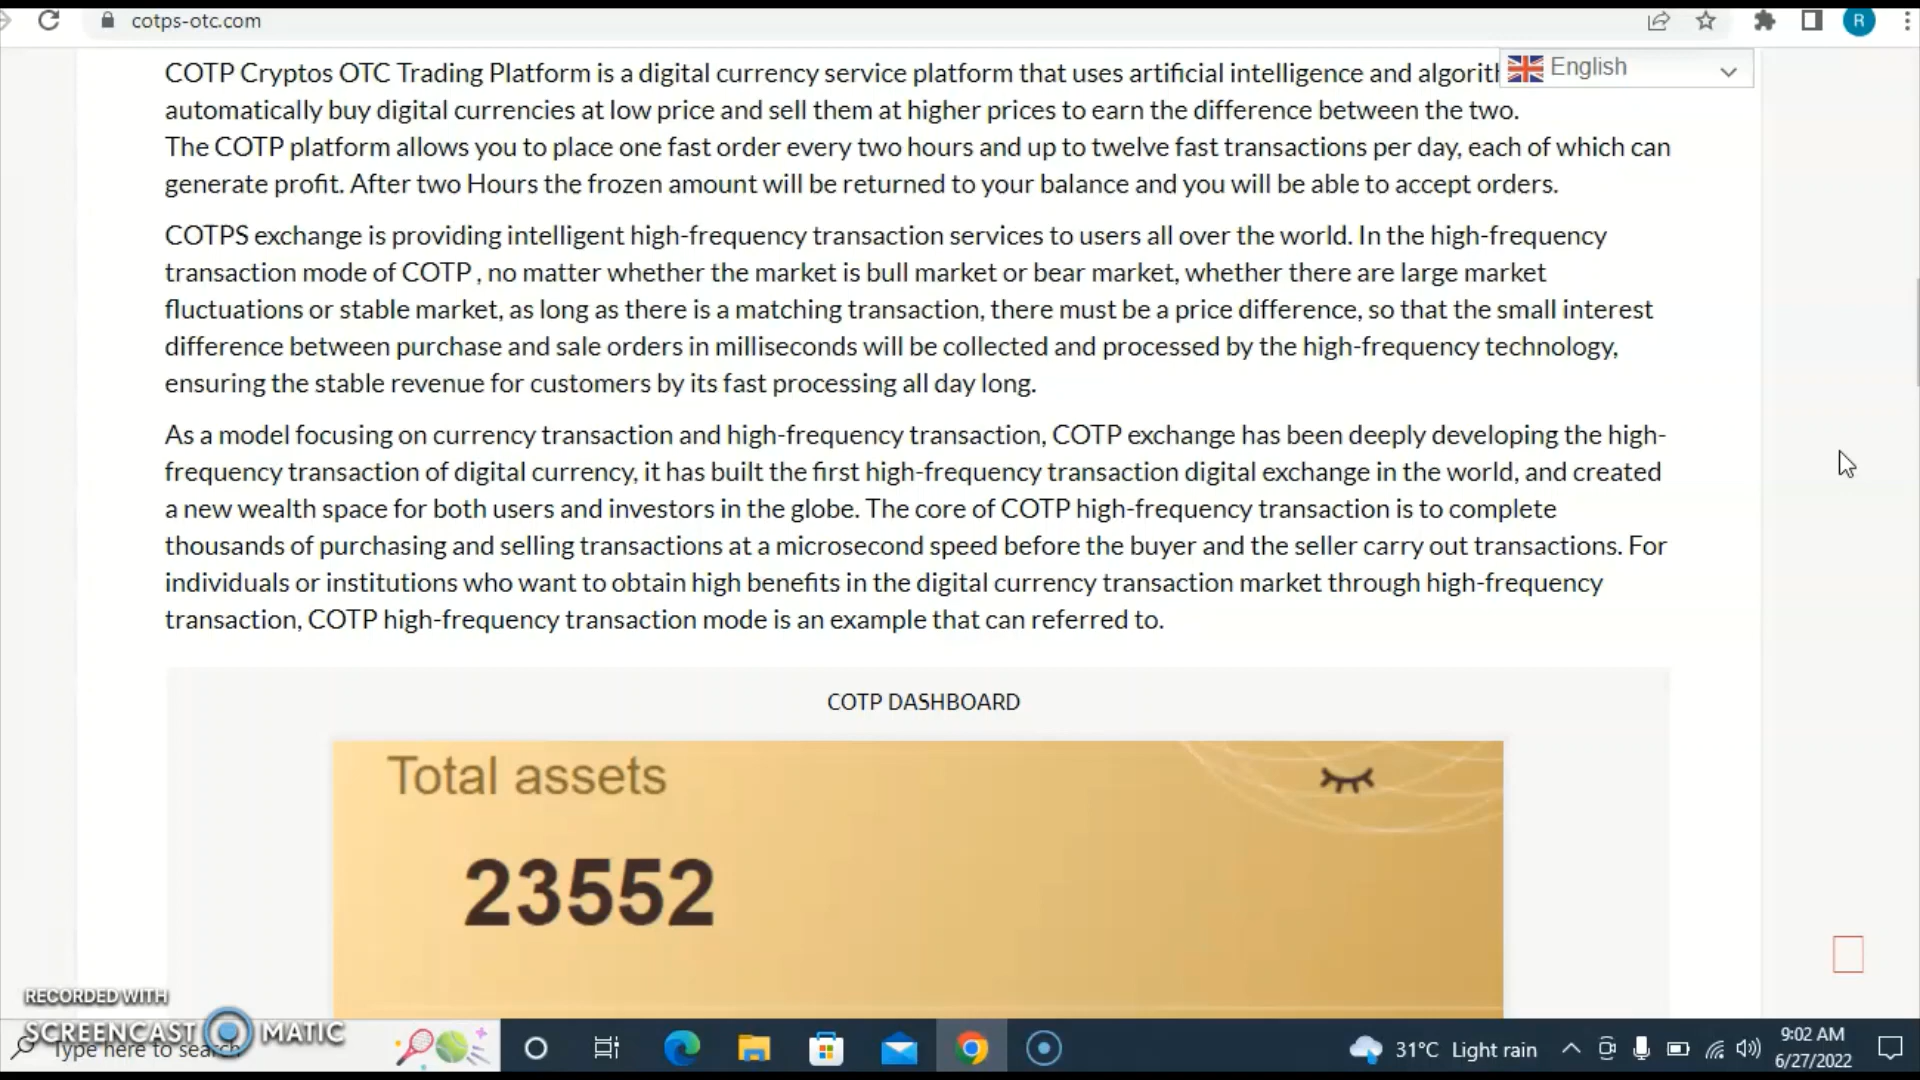 cotps-otc.com
R
English
COTP Cryptos OTC Trading Platform is a digital currency service platform that uses artificial intelligence and algorith
automatically buy digital currencies at low price and sell them at higher prices to earn the difference between the two.
The COTP platform allows you to place one fast order every two hours and up to twelve fast transactions per day, each of which can
generate profit. After two Hours the frozen amount will be returned to your balance and you will be able to accept orders.
COTPS exchange is providing intelligent high-frequency transaction services to users all over the world. In the high-frequency
transaction mode of COTP , no matter whether the market is bull market or bear market, whether there are large market
fluctuations or stable market, as long as there is a matching transaction, there must be a price difference, so that the small interest
difference between purchase and sale orders in milliseconds will be collected and processed by the high-frequency technology,
ensuring the stable revenue for customers by its fast processing all day long.
As a model focusing on currency transaction and high-frequency transaction, COTP exchange has been deeply developing the high-
frequency transaction of digital currency, it has built the first high-frequency transaction digital exchange in the world, and created
a new wealth space for both users and investors in the globe. The core of COTP high-frequency transaction is to complete
thousands of purchasing and selling transactions at a microsecond speed before the buyer and the seller carry out transactions. For
individuals or institutions who want to obtain high benefits in the digital currency transaction market through high-frequency
transaction, COTP high-frequency transaction mode is an example that can referred to.
COTP DASHBOARD
Total assets
23552
RECORDED WITH
SCREENCAST MATIC
Type here to search
31°C Light rain
9:02 AM
6/27/2022